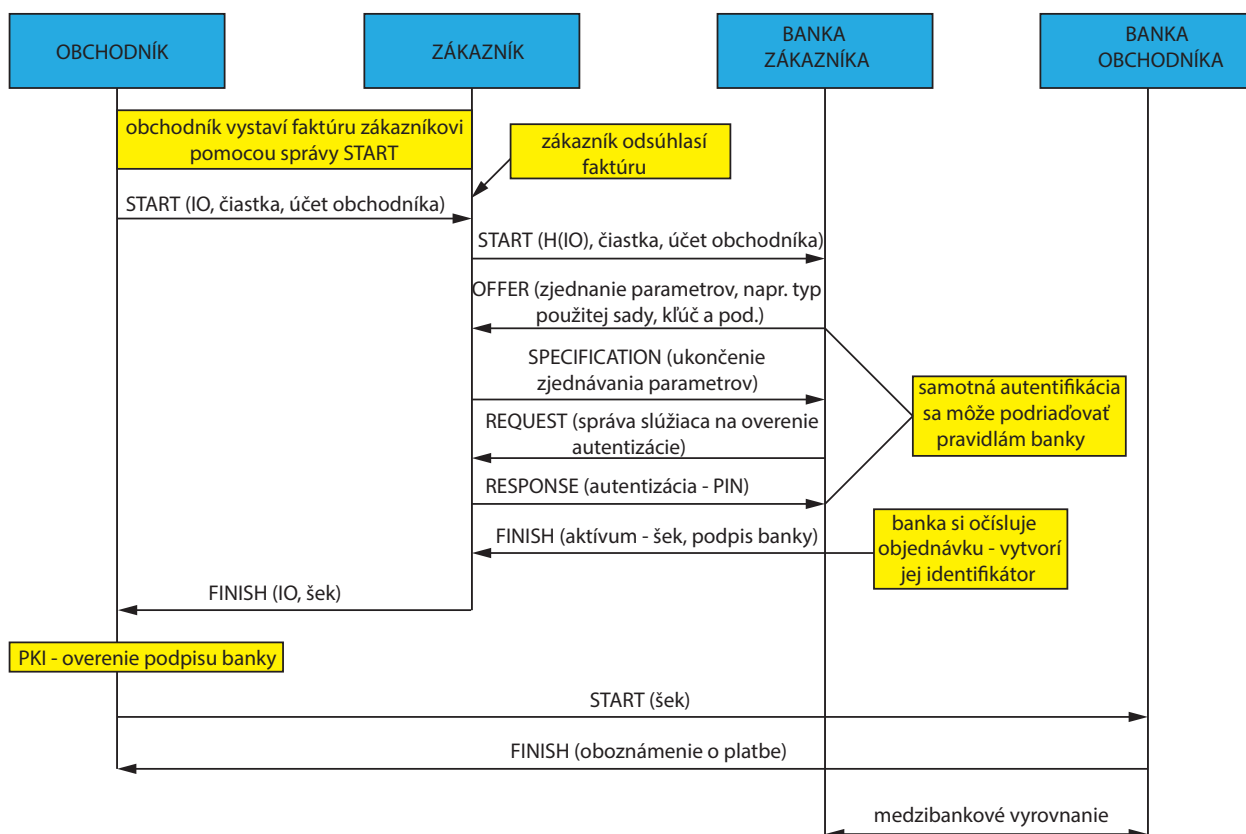 OBCHODNÍK
ZÁKAZNÍK
BANKA
ZÁKAZNÍKA
BANKA
OBCHODNÍKA
obchodník vystaví faktúru zákazníkovi
pomocou správy START
zákazník odsúhlasí
faktúru
START (IO, čiastka, účet obchodníka)
START (H(IO), čiastka, účet obchodníka)
OFFER (zjednanie parametrov, napr. typ
použitej sady, kľúč a pod.)
SPECIFICATION (ukončenie
zjednávania parametrov)
samotná autentifikácia
sa môže podriaďovať
pravidlám banky
REQUEST (správa slúžiaca na overenie
autentizácie)
RESPONSE (autentizácia - PIN)
FINISH (aktívum - šek, podpis banky)
banka si očísluje
objednávku - vytvorí
jej identifikátor
FINISH (IO, šek)
PKI - overenie podpisu banky
START (šek)
FINISH (oboznámenie o platbe)
medzibankové vyrovnanie